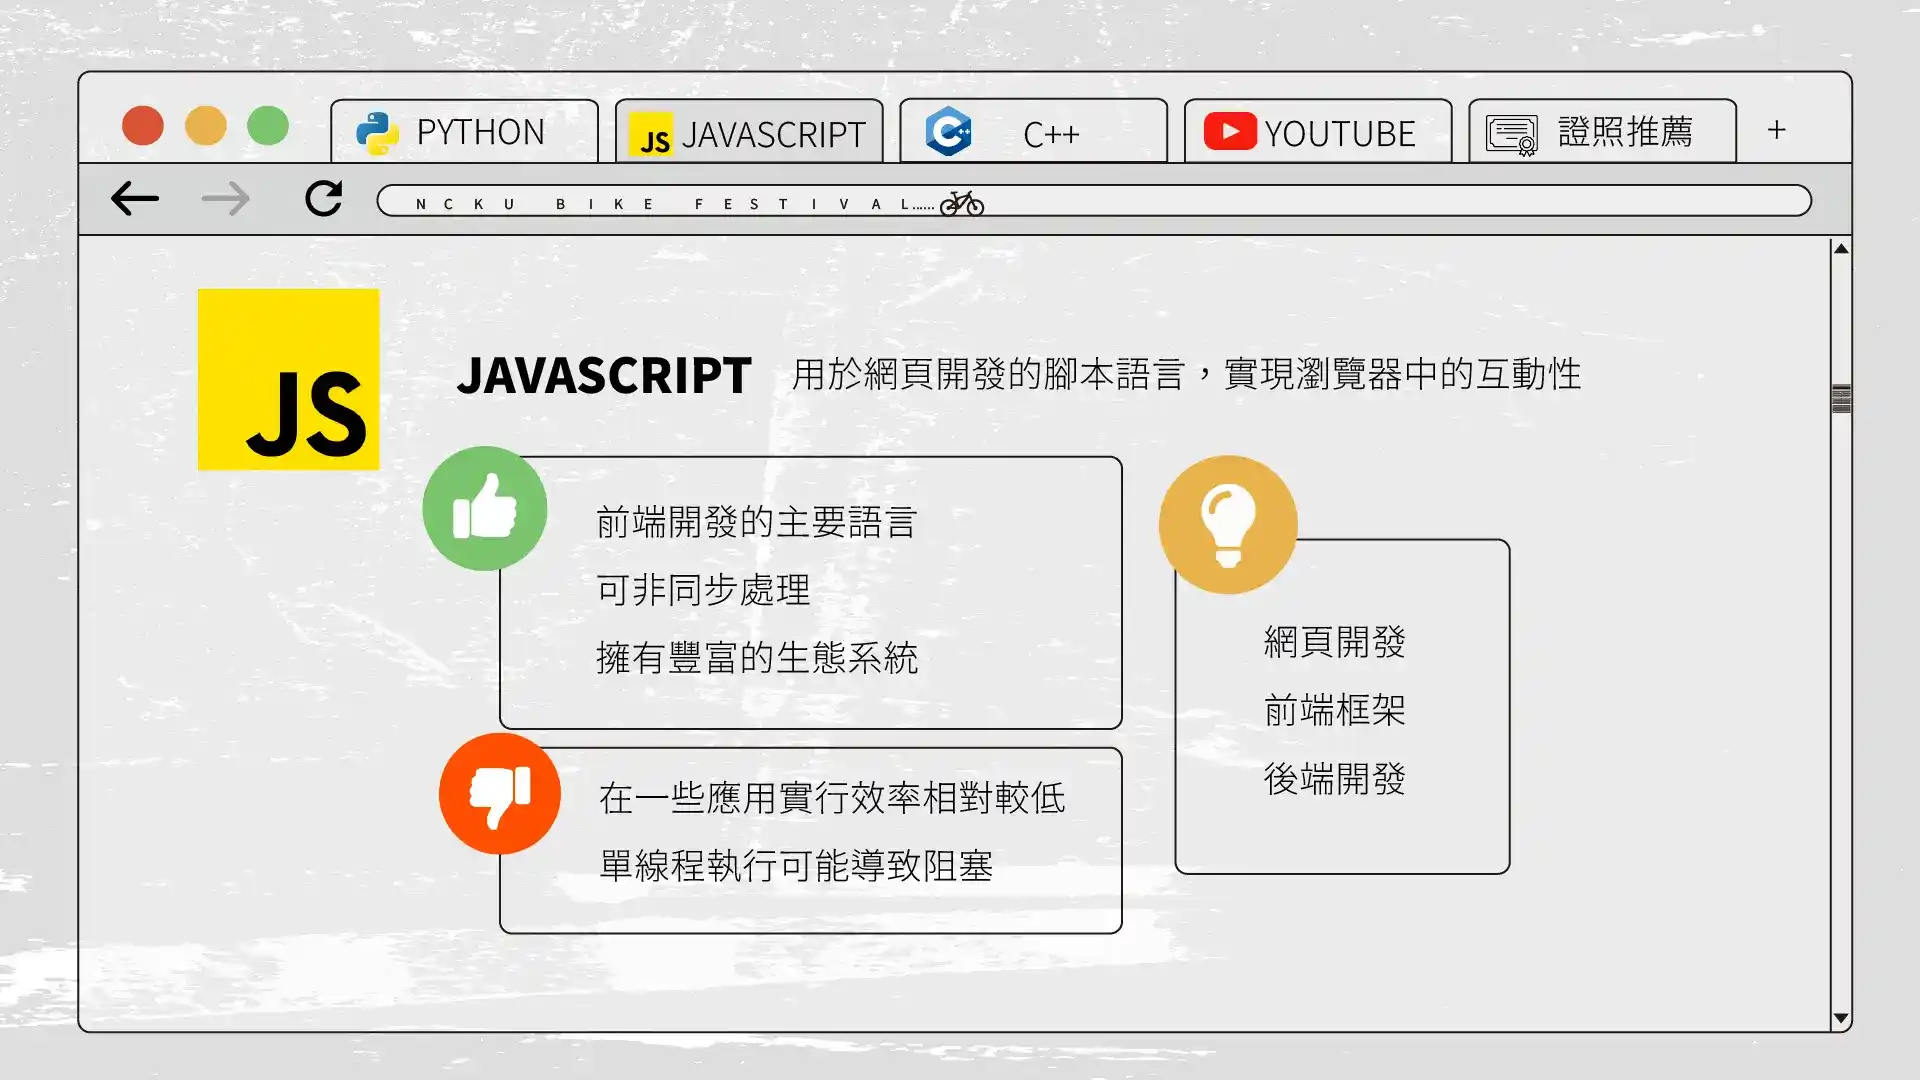 PYTHON
JS JAVASCRIPT
C++
YOUTUBE
證照推薦
+
NCKU BIKE FESTIVAL......
JS
JAVASCRIPT 用於網頁開發的腳本語言，實現瀏覽器中的互動性
前端開發的主要語言
可非同步處理
擁有豐富的生態系統
在一些應用實行效率相對較低
單線程執行可能導致阻塞
網頁開發
前端框架
後端開發